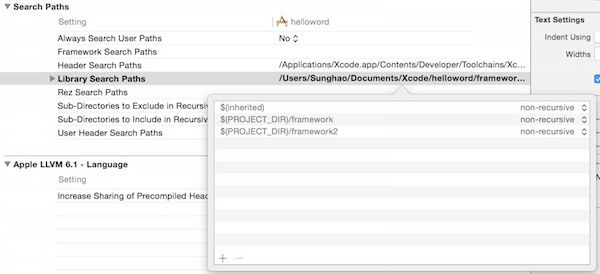 Search Paths
Setting helloword
Always Search User Paths No
Framework Search Paths
Header Search Paths /Applications/Xcode.app/Contents/Developer/Toolchains/Xc...
Library Search Paths /Users/Sunghao/Documents/Xcode/helloword/framewor...
Rez Search Paths
Sub-Directories to Exclude in Recursiv
Sub-Directories to Include in Recursiv
User Header Search Paths
$(inherited) non-recursive
$(PROJECT_DIR)/framework non-recursive
$(PROJECT_DIR)/framework2 non-recursive
Apple LLVM 6.1 - Language
Setting
Increase Sharing of Precompiled Head
Text Settings
Indent Using
Widths